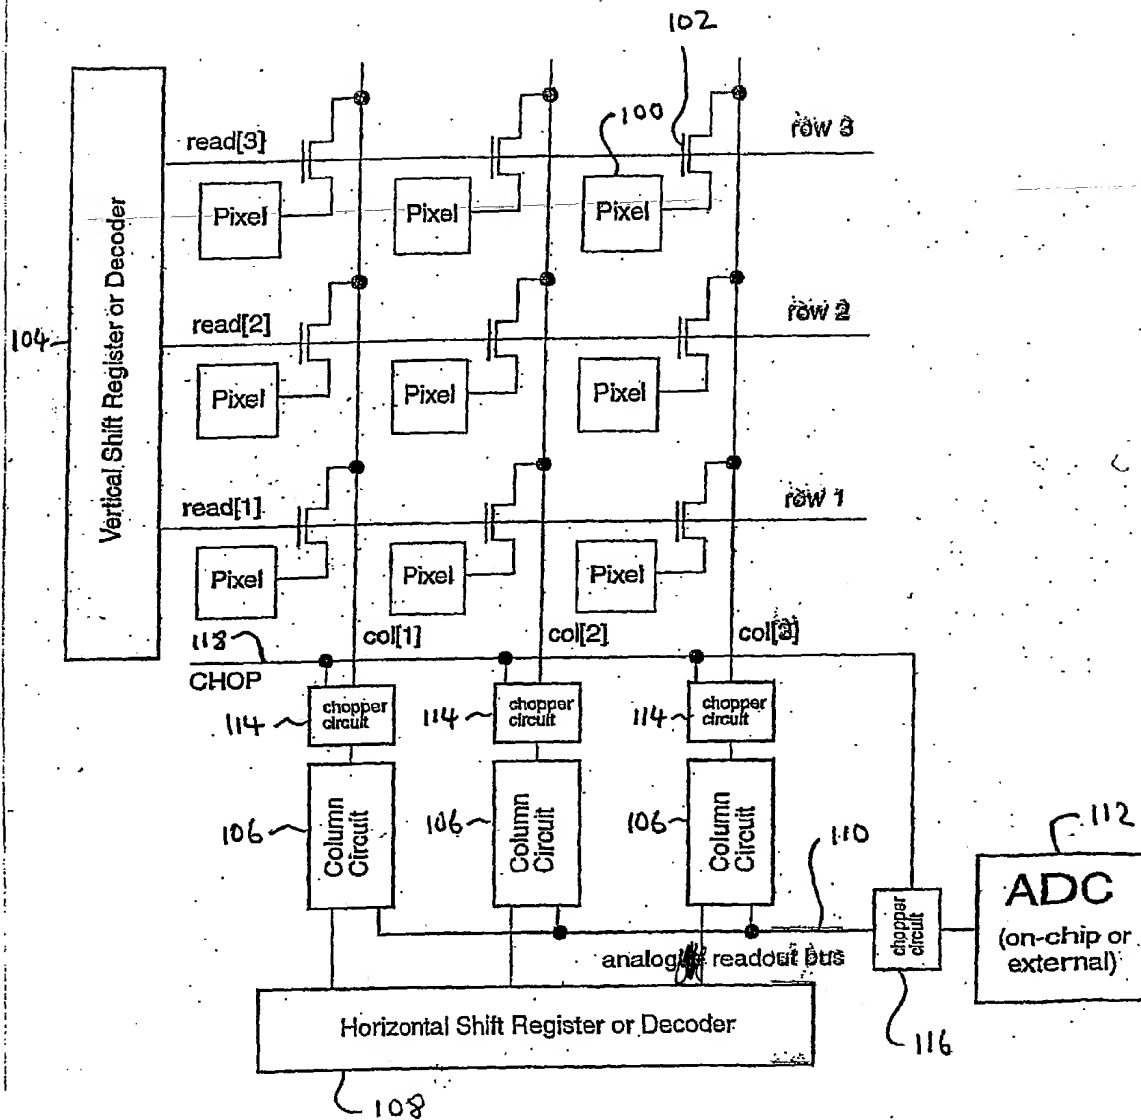 102
100
read[3]
row 3
Pixel
Pixel
Pixel
Vertical Shift Register or Decoder
104
read[2]
row 2
Pixel
Pixel
Pixel
read[1]
row 1
Pixel
Pixel
Pixel
118
col[1]
col[2]
col[3]
CHOP
114
chopper
circuit
114
chopper
circuit
114
chopper
circuit
106
Column
Circuit
106
Column
Circuit
106
Column
Circuit
110
112
chopper
circuit
ADC
(on-chip or
external)
analog readout bus
Horizontal Shift Register or Decoder
116
108